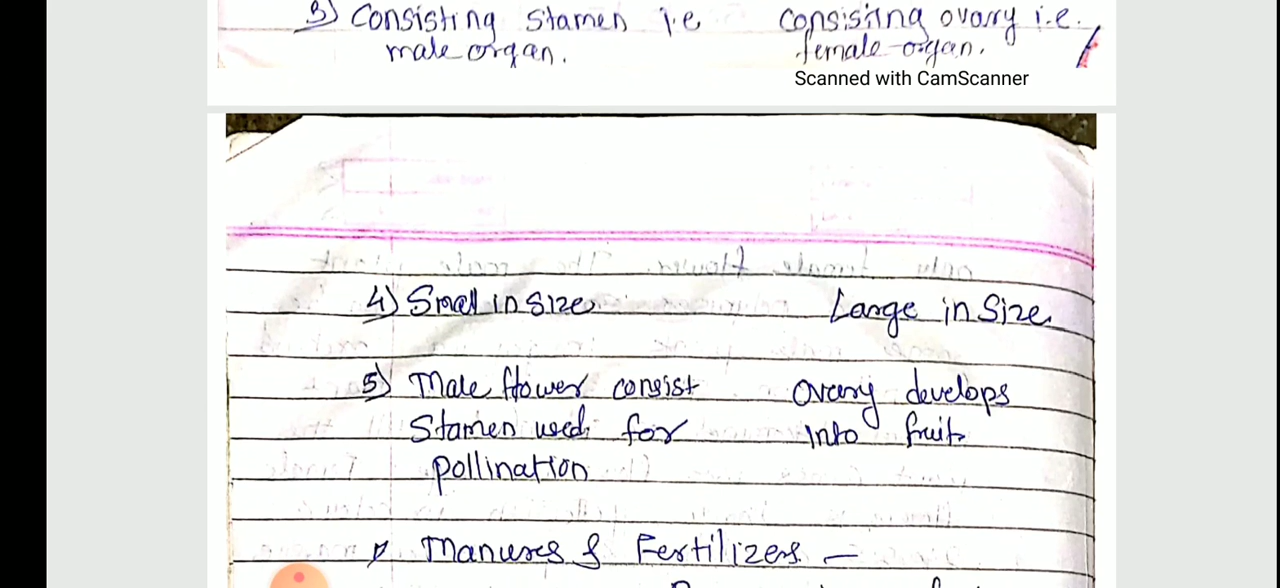 3) Consisting stamen i.e consisting ovary i.e.
male organ. female organ.
Scanned with CamScanner
4) Small in size Large in Size
5) Male flower consist Ovary develops
Stamen used for into fruit
pollination
Manures & Fertilizers –